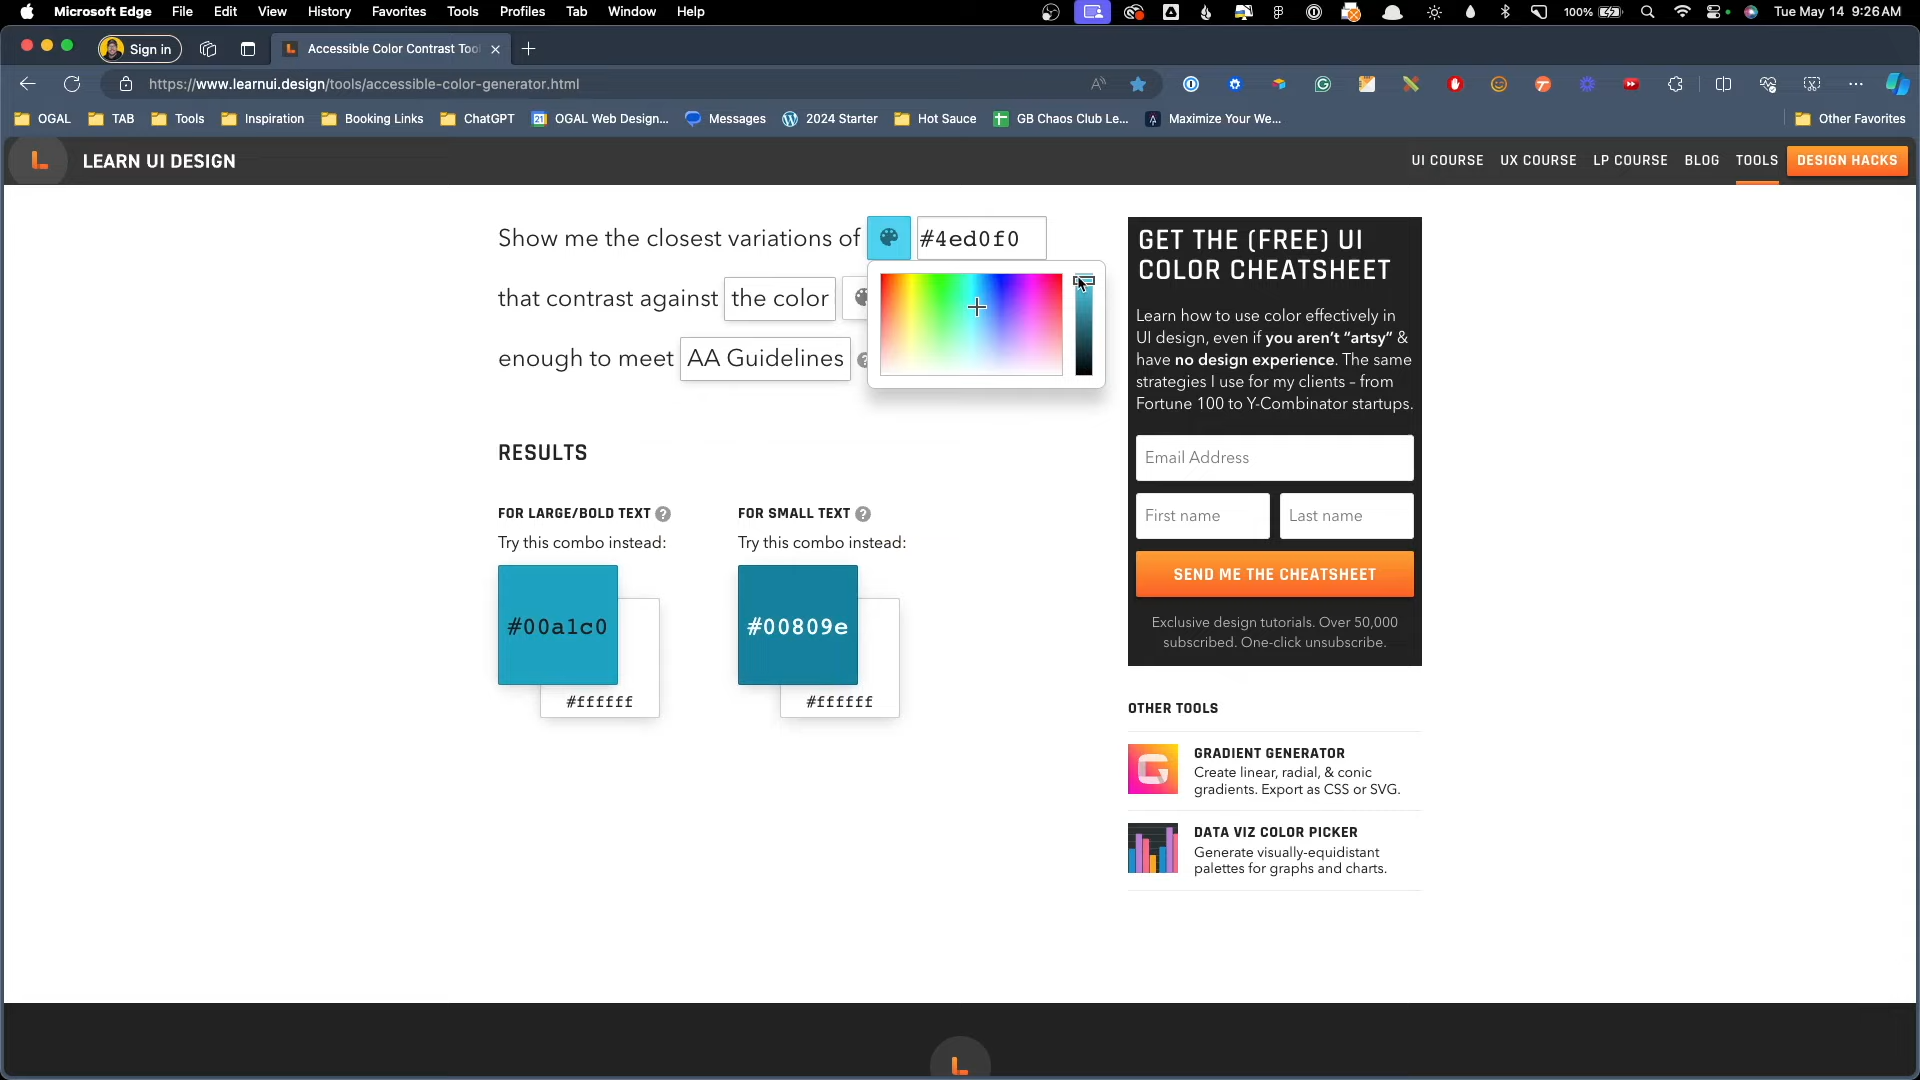 Microsoft Edge File Edit View History Favorites Tools Profiles Tab Window Help 100% Tue May 14 9:26 AM
Sign in Accessible Color Contrast Too
https://www.learnui.design/tools/accessible-color-generator.html
OGAL TAB Tools Inspiration Booking Links ChatGPT OGAL Web Design... Messages 2024 Starter Hot Sauce GB Chaos Club Le... Maximize Your We... Other Favorites
LEARN UI DESIGN UI COURSE UX COURSE LP COURSE BLOG TOOLS DESIGN HACKS
Show me the closest variations of #4ed0f0
that contrast against the color
enough to meet AA Guidelines
RESULTS
FOR LARGE/BOLD TEXT ?
Try this combo instead:
#00a1c0
#ffffff
FOR SMALL TEXT ?
Try this combo instead:
#00809e
#ffffff
GET THE (FREE) UI
COLOR CHEATSHEET
Learn how to use color effectively in
UI design, even if you aren't “artsy” &
have no design experience. The same
strategies I use for my clients – from
Fortune 100 to Y-Combinator startups.
Email Address
First name Last name
SEND ME THE CHEATSHEET
Exclusive design tutorials. Over 50,000
subscribed. One-click unsubscribe.
OTHER TOOLS
GRADIENT GENERATOR
Create linear, radial, & conic
gradients. Export as CSS or SVG.
DATA VIZ COLOR PICKER
Generate visually-equidistant
palettes for graphs and charts.